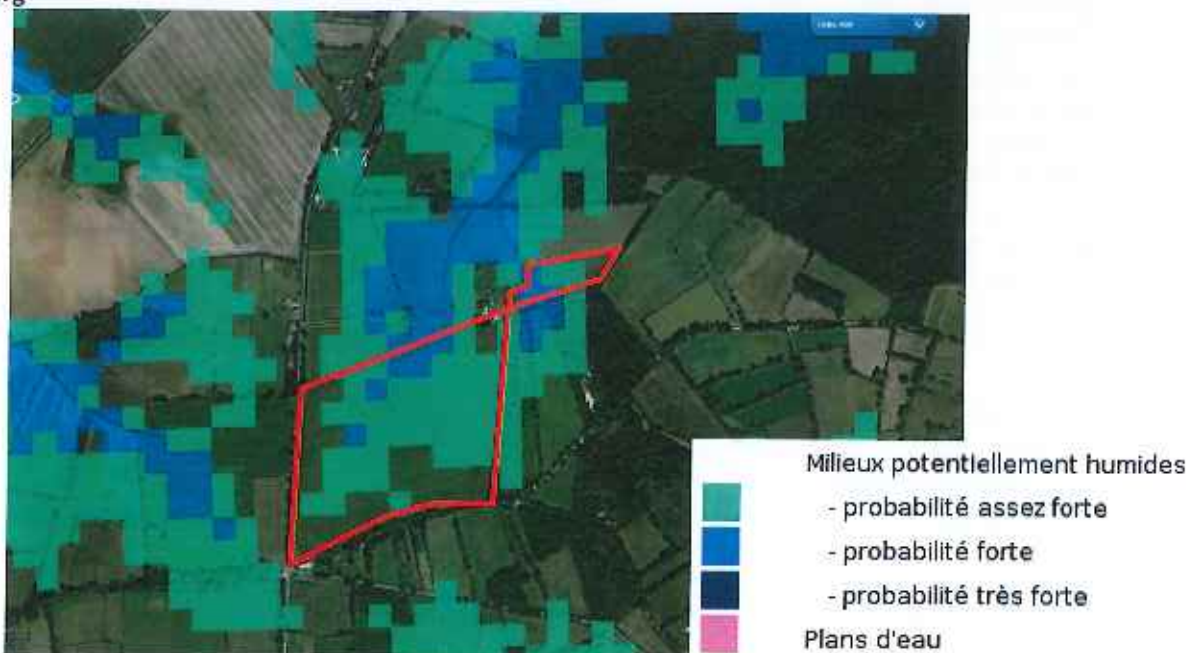 Milieux potentiellement humides
- probabilité assez forte
- probabilité forte
- probabilité très forte
Plans d'eau